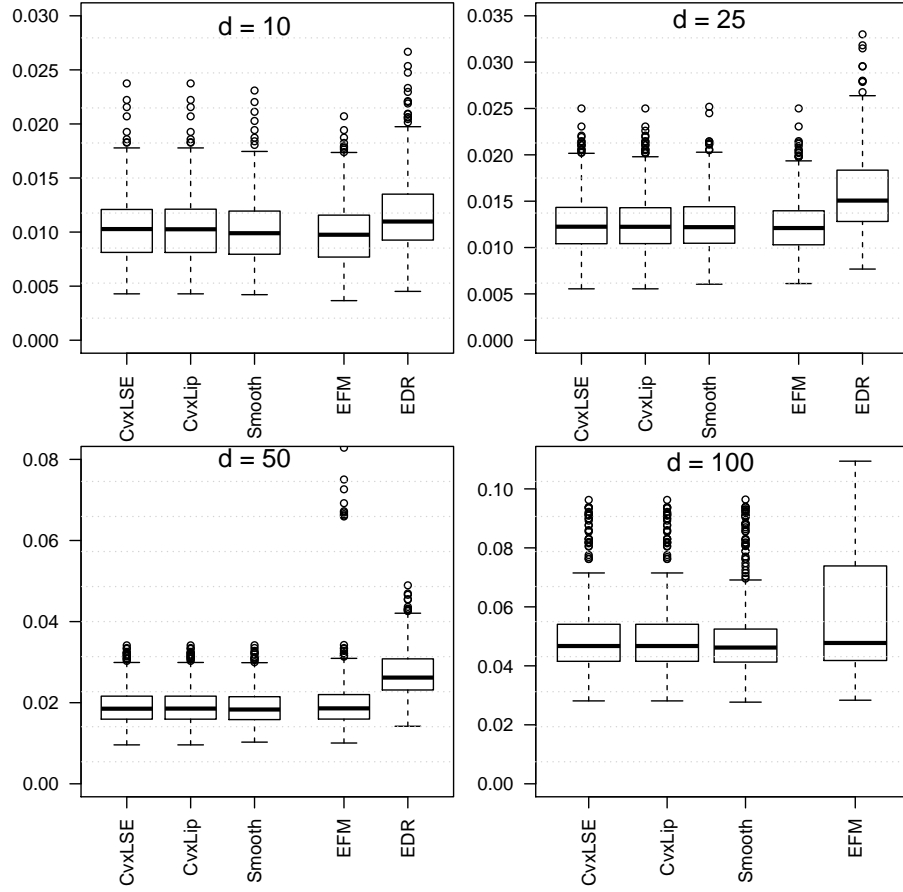 d = 10
0.030
0.025
0.020
0.015
0.010
0.005
0.000
CvxLSE
CvxLip
Smooth
EFM
EDR
d = 25
0.035
0.030
0.025
0.020
0.015
0.010
0.005
0.000
CvxLSE
CvxLip
Smooth
EFM
EDR
d = 50
0.08
0.06
0.04
0.02
0.00
CvxLSE
CvxLip
Smooth
EFM
EDR
d = 100
0.10
0.08
0.06
0.04
0.02
0.00
CvxLSE
CvxLip
Smooth
EFM